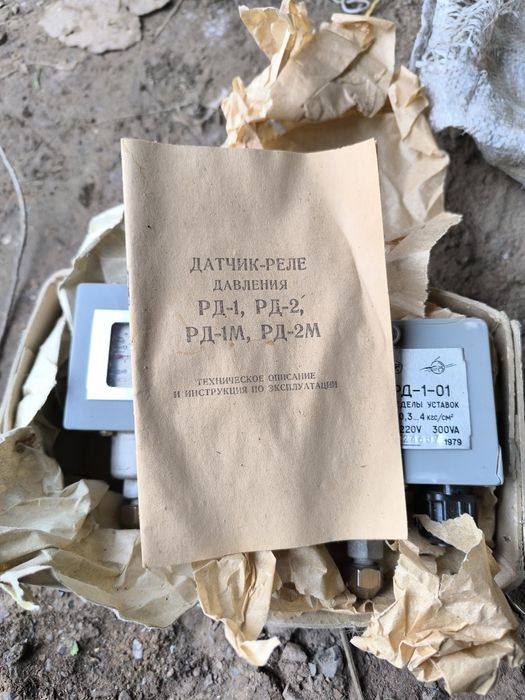 ДАТЧИК-РЕЛЕ
ДАВЛЕНИЯ
РД-1, РД-2,
РД-1М, РД-2М
ТЕХНИЧЕСКОЕ ОПИСАНИЕ
И ИНСТРУКЦИЯ ПО ЭКСПЛУАТАЦИИ
РД-1-01
ДЕЛЫ УСТАВОК
0,3...4 кгс/см²
220V 300VA
1979